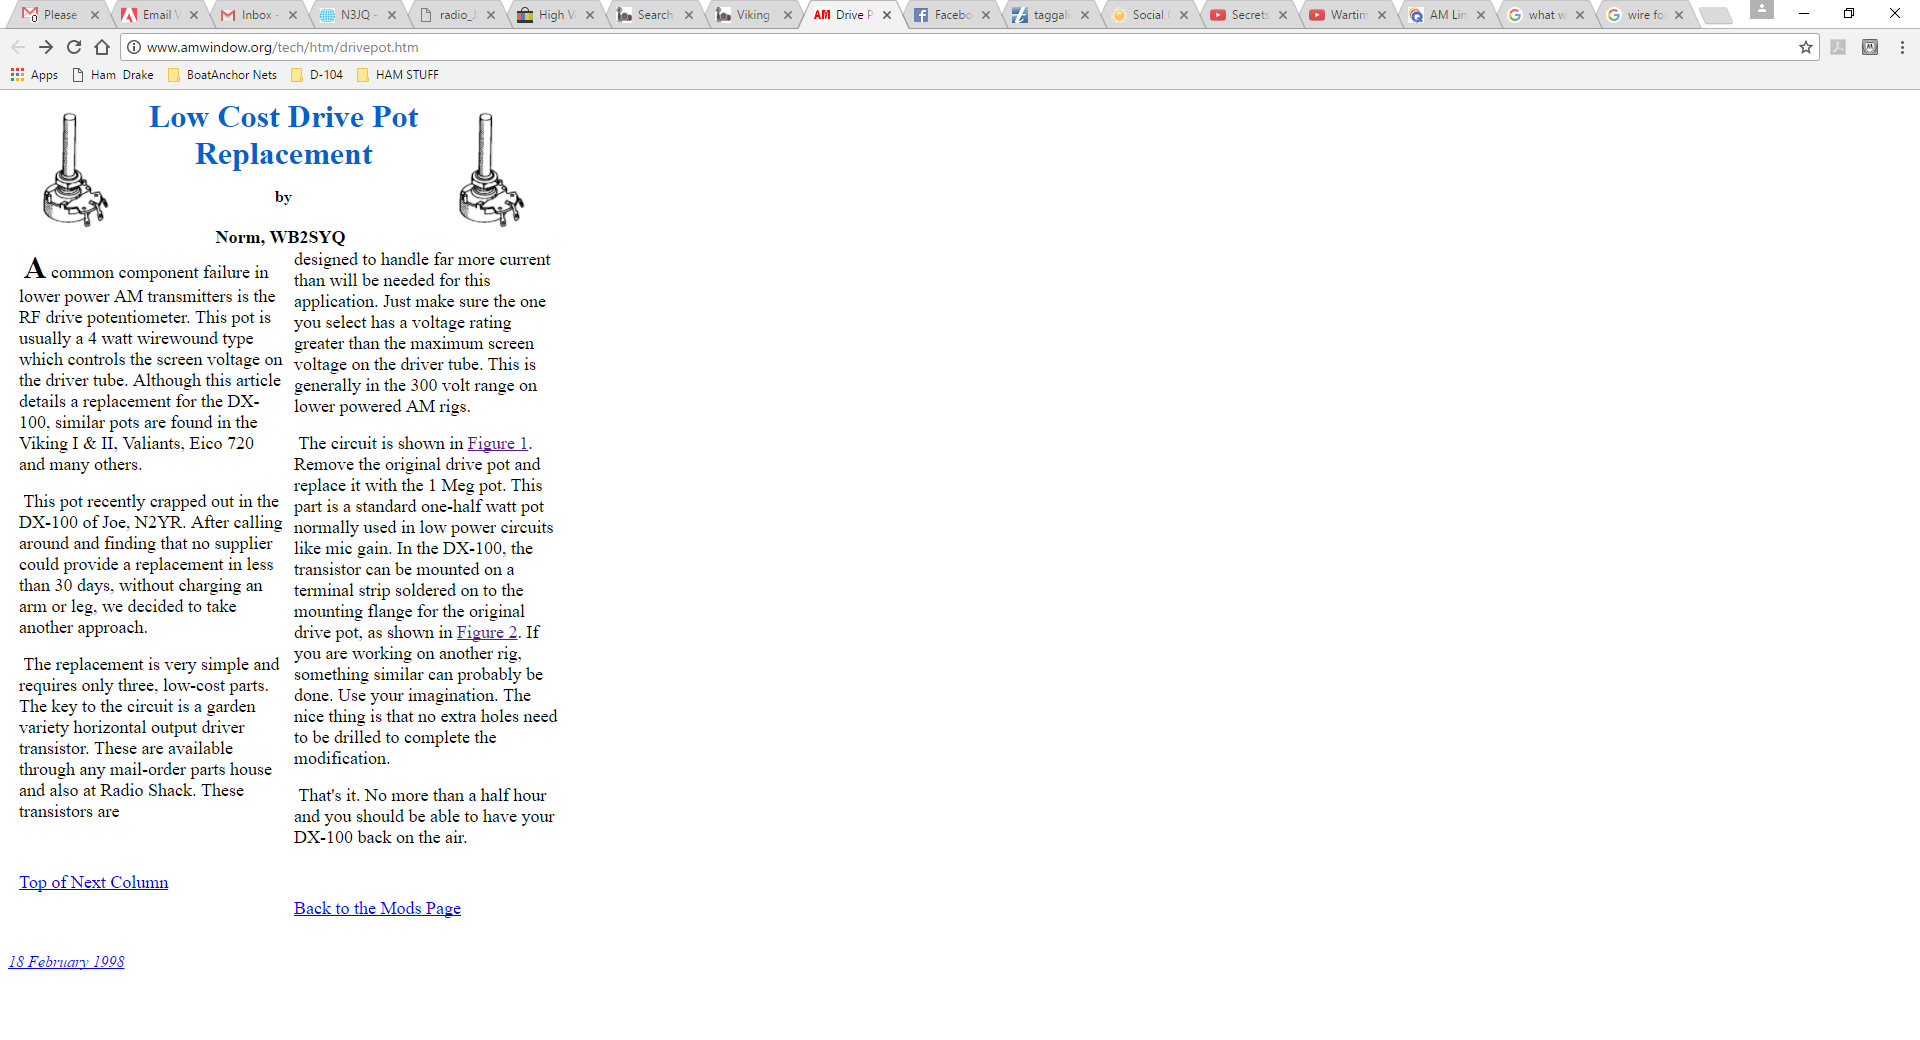 Please
Email V
Inbox -
N3JQ -
radio_J
High Vo
Search
Viking
AM Drive P
Facebo
taggali
Social
Secrets
Wartim
AM Lin
what w
wire fo
www.amwindow.org/tech/htm/drivepot.htm
Apps
Ham Drake
BoatAnchor Nets
D-104
HAM STUFF
Low Cost Drive Pot
Replacement
by
Norm, WB2SYQ
A common component failure in
lower power AM transmitters is the
RF drive potentiometer. This pot is
usually a 4 watt wirewound type
which controls the screen voltage on
the driver tube. Although this article
details a replacement for the DX-
100, similar pots are found in the
Viking I & II, Valiants, Eico 720
and many others.
This pot recently crapped out in the
DX-100 of Joe, N2YR. After calling
around and finding that no supplier
could provide a replacement in less
than 30 days, without charging an
arm or leg, we decided to take
another approach.
The replacement is very simple and
requires only three, low-cost parts.
The key to the circuit is a garden
variety horizontal output driver
transistor. These are available
through any mail-order parts house
and also at Radio Shack. These
transistors are
Top of Next Column
designed to handle far more current
than will be needed for this
application. Just make sure the one
you select has a voltage rating
greater than the maximum screen
voltage on the driver tube. This is
generally in the 300 volt range on
lower powered AM rigs.
The circuit is shown in Figure 1.
Remove the original drive pot and
replace it with the 1 Meg pot. This
part is a standard one-half watt pot
normally used in low power circuits
like mic gain. In the DX-100, the
transistor can be mounted on a
terminal strip soldered on to the
mounting flange for the original
drive pot, as shown in Figure 2. If
you are working on another rig,
something similar can probably be
done. Use your imagination. The
nice thing is that no extra holes need
to be drilled to complete the
modification.
That's it. No more than a half hour
and you should be able to have your
DX-100 back on the air.
Back to the Mods Page
18 February 1998